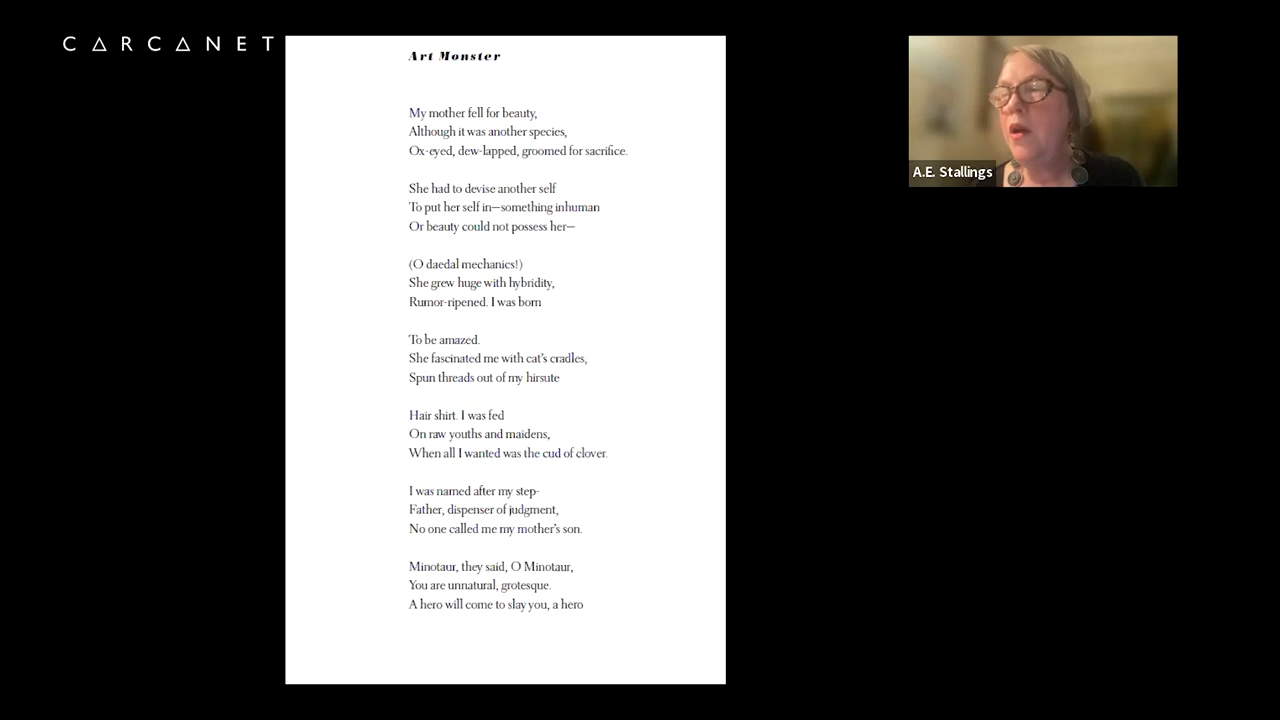 CARCANET
Art Monster
My mother fell for beauty,
Although it was another species,
Ox-eyed, dew-lapped, groomed for sacrifice.
She had to devise another self
To put her self in—something inhuman
Or beauty could not possess her—
(O daedal mechanics!)
She grew huge with hybridity,
Rumor-ripened. I was born
To be amazed.
She fascinated me with cat’s cradles,
Spun threads out of my hirsute
Hair shirt. I was fed
On raw youths and maidens,
When all I wanted was the cud of clover.
I was named after my step-
Father, dispenser of judgment,
No one called me my mother’s son.
Minotaur, they said, O Minotaur,
You are unnatural, grotesque.
A hero will come to slay you, a hero
A.E. Stallings